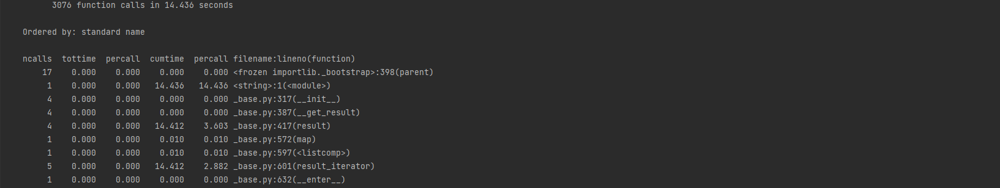 3076 function calls in 14.436 seconds
Ordered by: standard name
ncalls  tottime  percall  cumtime  percall filename:lineno(function)
17    0.000    0.000    0.000    0.000 <frozen importlib._bootstrap>:398(parent)
1    0.000    0.000   14.436   14.436 <string>:1(<module>)
4    0.000    0.000    0.000    0.000 _base.py:317(__init__)
4    0.000    0.000    0.000    0.000 _base.py:387(__get_result)
4    0.000    0.000   14.412    3.603 _base.py:417(result)
1    0.000    0.000    0.010    0.010 _base.py:572(map)
1    0.000    0.000    0.010    0.010 _base.py:597(<listcomp>)
5    0.000    0.000   14.412    2.882 _base.py:601(result_iterator)
1    0.000    0.000    0.000    0.000 _base.py:632(__enter__)